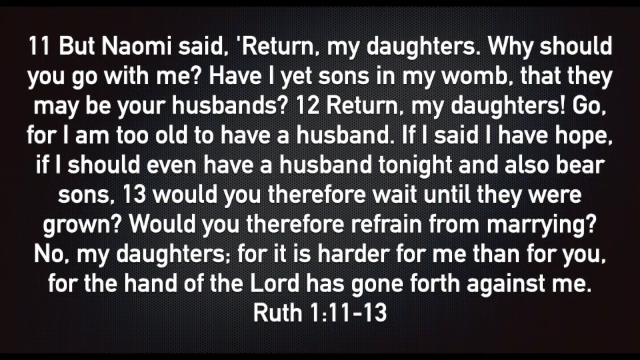 11 But Naomi said, 'Return, my daughters. Why should
you go with me? Have I yet sons in my womb, that they
may be your husbands? 12 Return, my daughters! Go,
for I am too old to have a husband. If I said I have hope,
if I should even have a husband tonight and also bear
sons, 13 would you therefore wait until they were
grown? Would you therefore refrain from marrying?
No, my daughters; for it is harder for me than for you,
for the hand of the Lord has gone forth against me.
Ruth 1:11-13